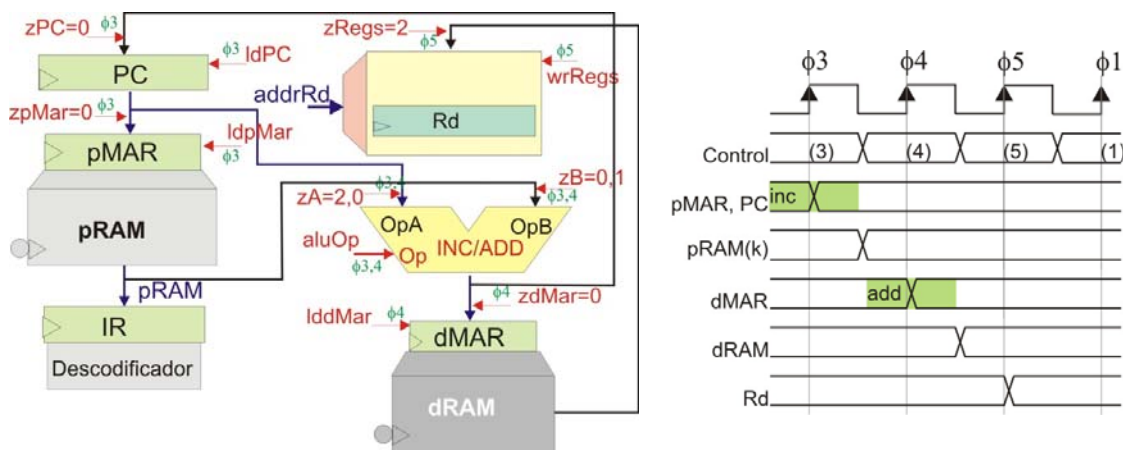 zPC=0 ϕ3
ϕ3 ldPC
PC
zpMar=0 ϕ3
ldpMar
ϕ3
pMAR
pRAM
pRAM
IR
Descodificador
zRegs=2
ϕ5
ϕ5
wrRegs
addrRd
Rd
zA=2,0 ϕ3,4
zB=0,1
ϕ3,4
OpA
OpB
aluOp
Op
INC/ADD
ϕ3,4
ϕ4
zdMar=0
lddMar ϕ4
dMAR
dRAM
ϕ3 ϕ4 ϕ5 ϕ1
Control (3) (4) (5) (1)
pMAR, PC inc
pRAM(k)
dMAR add
dRAM
Rd